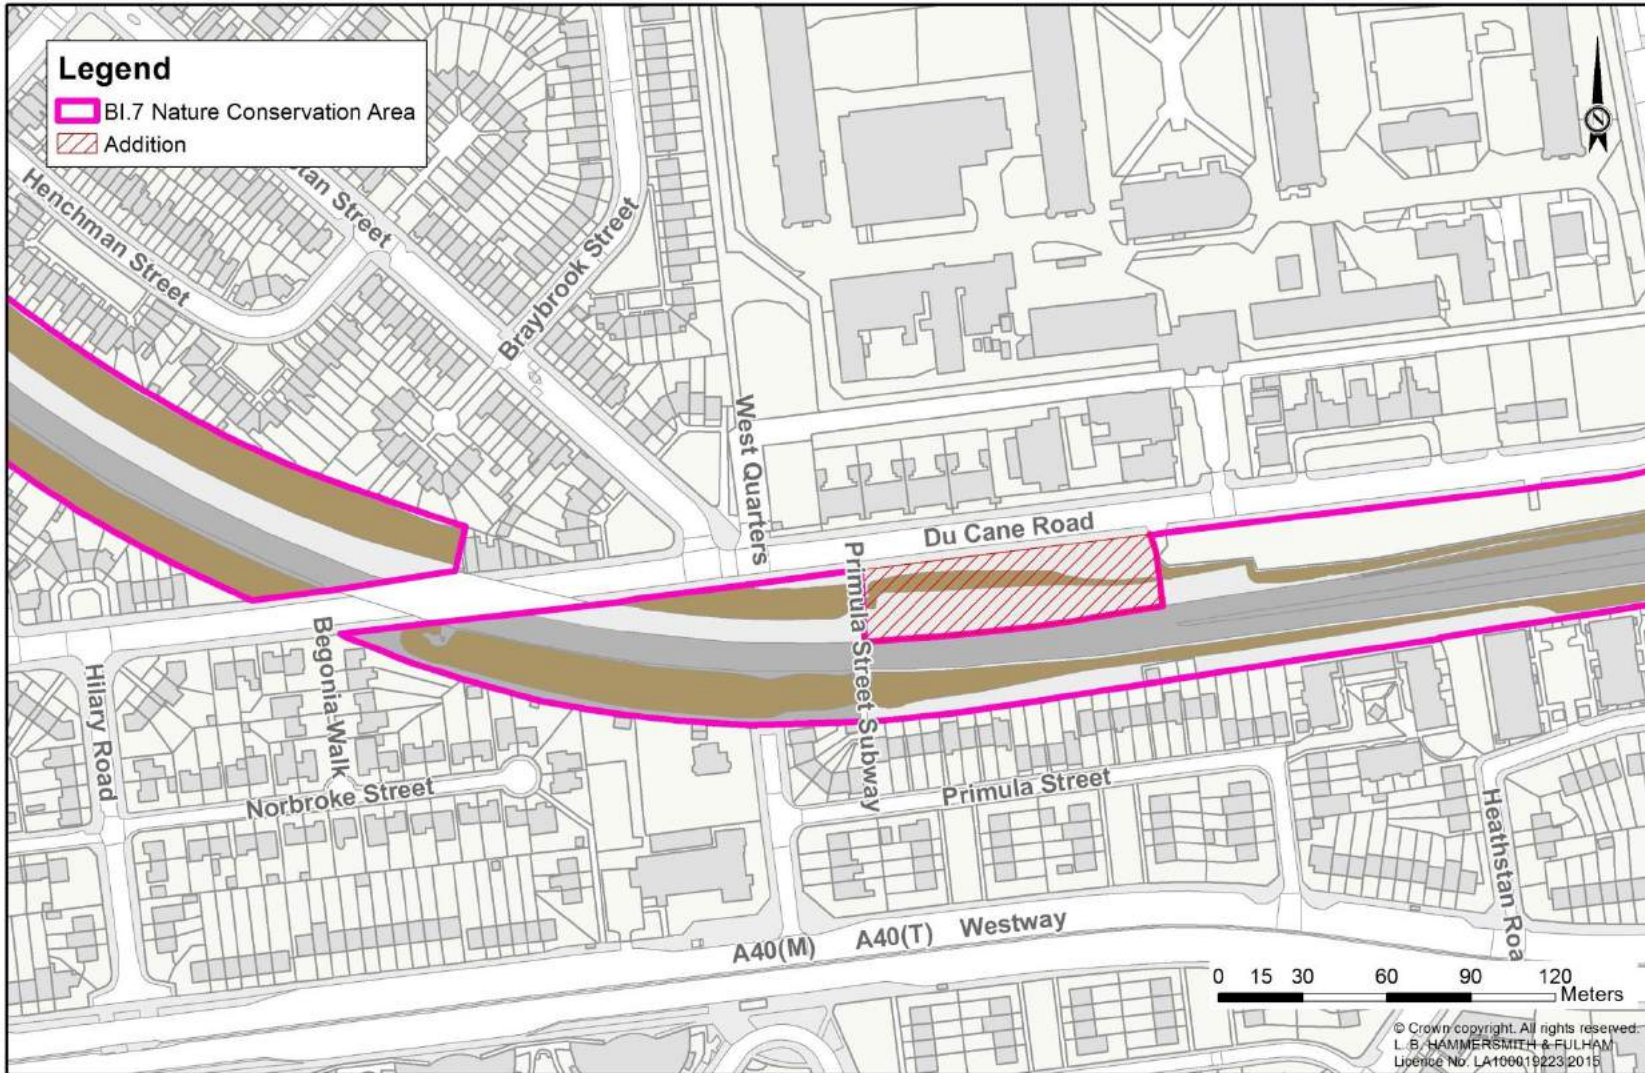 Legend
BI.7 Nature Conservation Area
Addition
Henchman Street
stan Street
Braybrook Street
West Quarters
Du Cane Road
Primula Street Subway
Begonia Walk
Hilary Road
Norbroke Street
Primula Street
Heathstan Roa
A40(M) A40(T) Westway
0 15 30 60 90 120
Meters
© Crown copyright. All rights reserved.
L. B. HAMMERSMITH & FULHAM
Licence No. LA100019223 2015